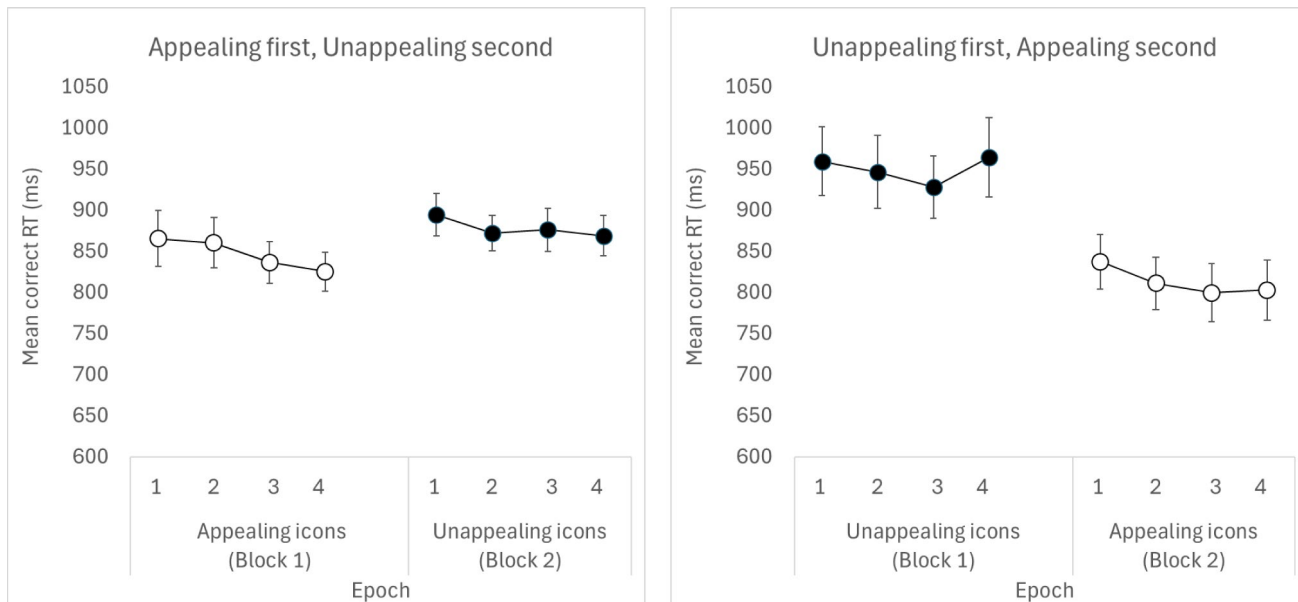 Appealing first, Unappealing second
Mean correct RT (ms)
1050
1000
950
900
850
800
750
700
650
600
1 2 3 4 1 2 3 4
Appealing icons Unappealing icons
(Block 1) (Block 2)
Epoch
Unappealing first, Appealing second
Mean correct RT (ms)
1050
1000
950
900
850
800
750
700
650
600
1 2 3 4 1 2 3 4
Unappealing icons Appealing icons
(Block 1) (Block 2)
Epoch